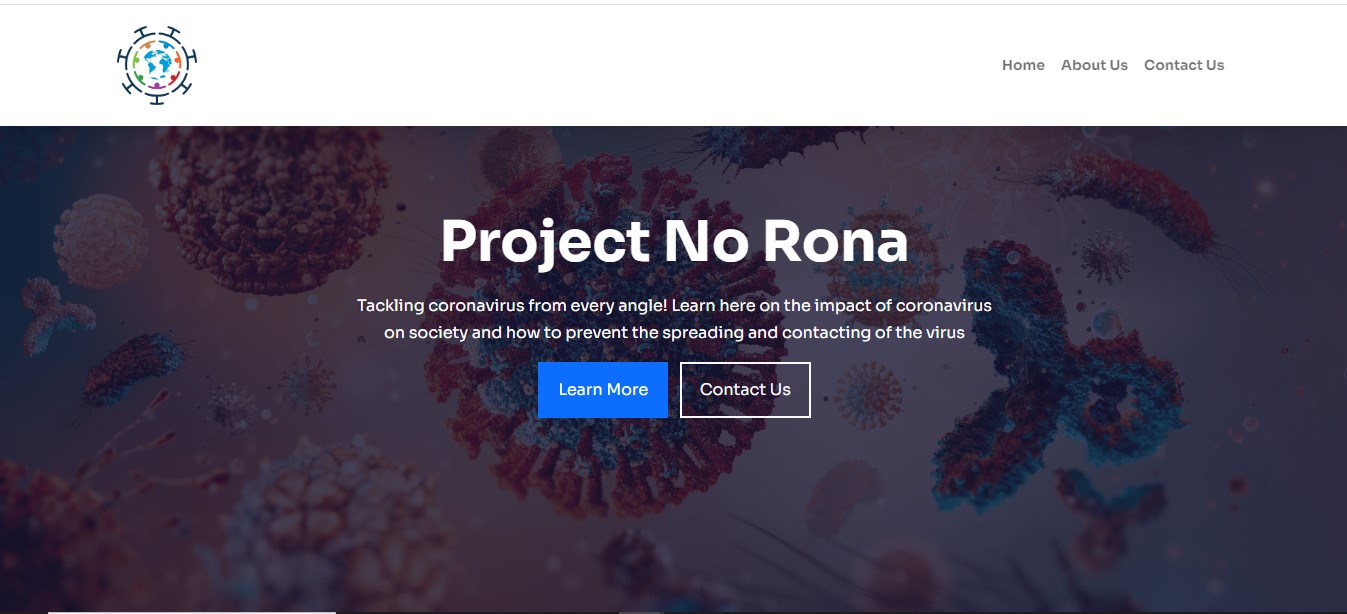 Home About Us Contact Us
Project No Rona
Tackling coronavirus from every angle! Learn here on the impact of coronavirus
on society and how to prevent the spreading and contacting of the virus
Learn More Contact Us